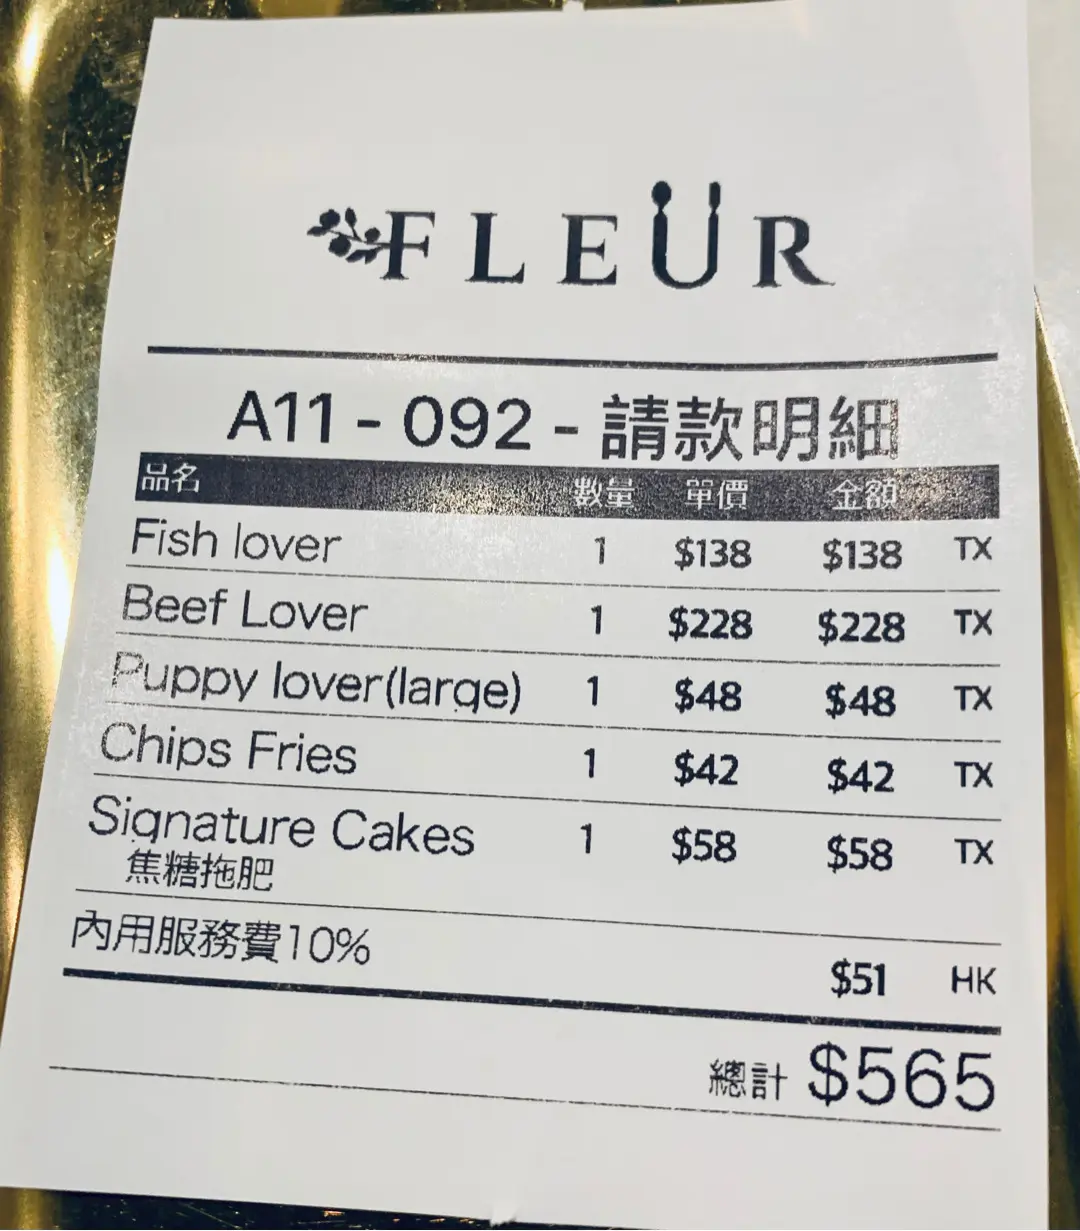 FLEUR
A11 - 092 - 請款明細
品名 數量 單價 金額
Fish lover 1 $138 $138 TX
Beef Lover 1 $228 $228 TX
Puppy lover(large) 1 $48 $48 TX
Chips Fries 1 $42 $42 TX
Signature Cakes 1 $58 $58 TX
焦糖拖肥
內用服務費10% $51 HK
總計 $565